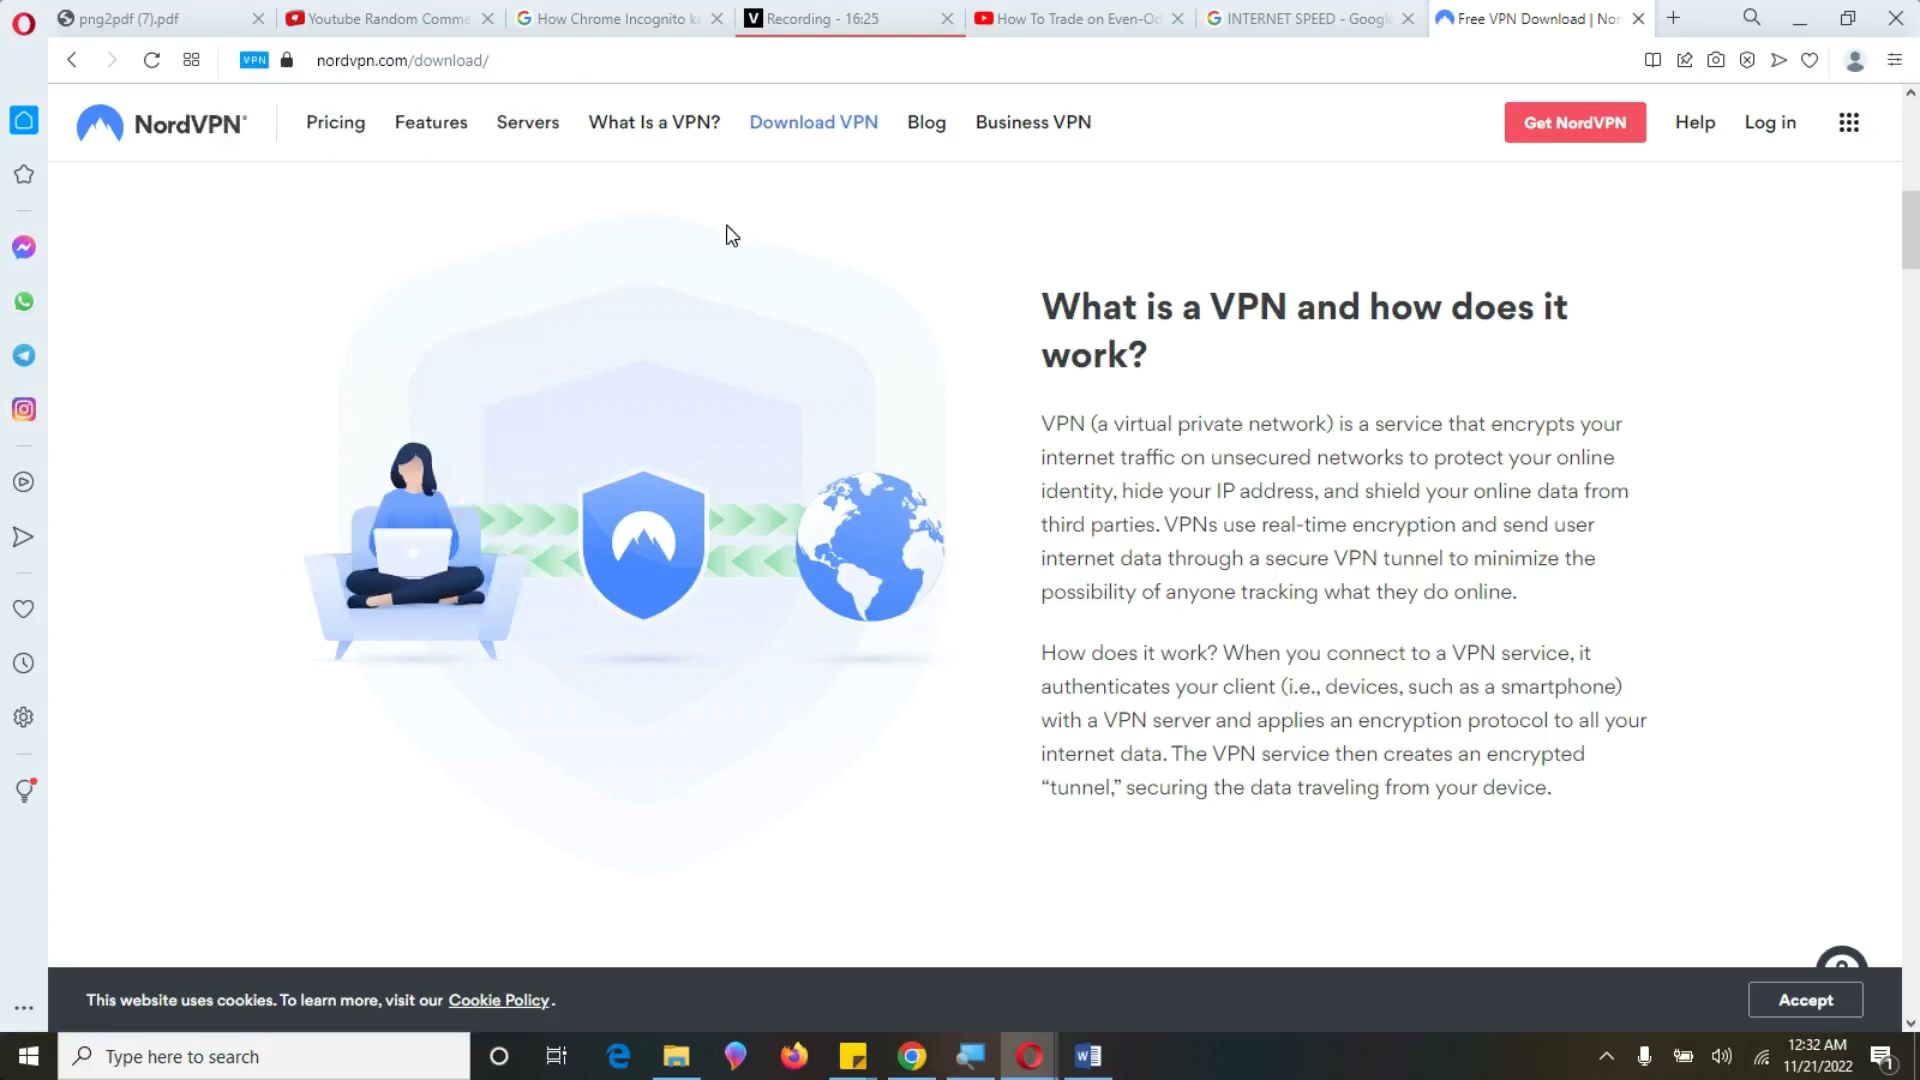 png2pdf (7).pdf
Youtube Random Comme
How Chrome Incognito ke
Recording - 16:25
How To Trade on Even-Od
INTERNET SPEED - Google
Free VPN Download | Nor
VPN
nordvpn.com/download/
NordVPN®
Pricing
Features
Servers
What Is a VPN?
Download VPN
Blog
Business VPN
Get NordVPN
Help
Log in
What is a VPN and how does it
work?
VPN (a virtual private network) is a service that encrypts your
internet traffic on unsecured networks to protect your online
identity, hide your IP address, and shield your online data from
third parties. VPNs use real-time encryption and send user
internet data through a secure VPN tunnel to minimize the
possibility of anyone tracking what they do online.
How does it work? When you connect to a VPN service, it
authenticates your client (i.e., devices, such as a smartphone)
with a VPN server and applies an encryption protocol to all your
internet data. The VPN service then creates an encrypted
“tunnel,” securing the data traveling from your device.
This website uses cookies. To learn more, visit our Cookie Policy.
Accept
Type here to search
12:32 AM
11/21/2022
1